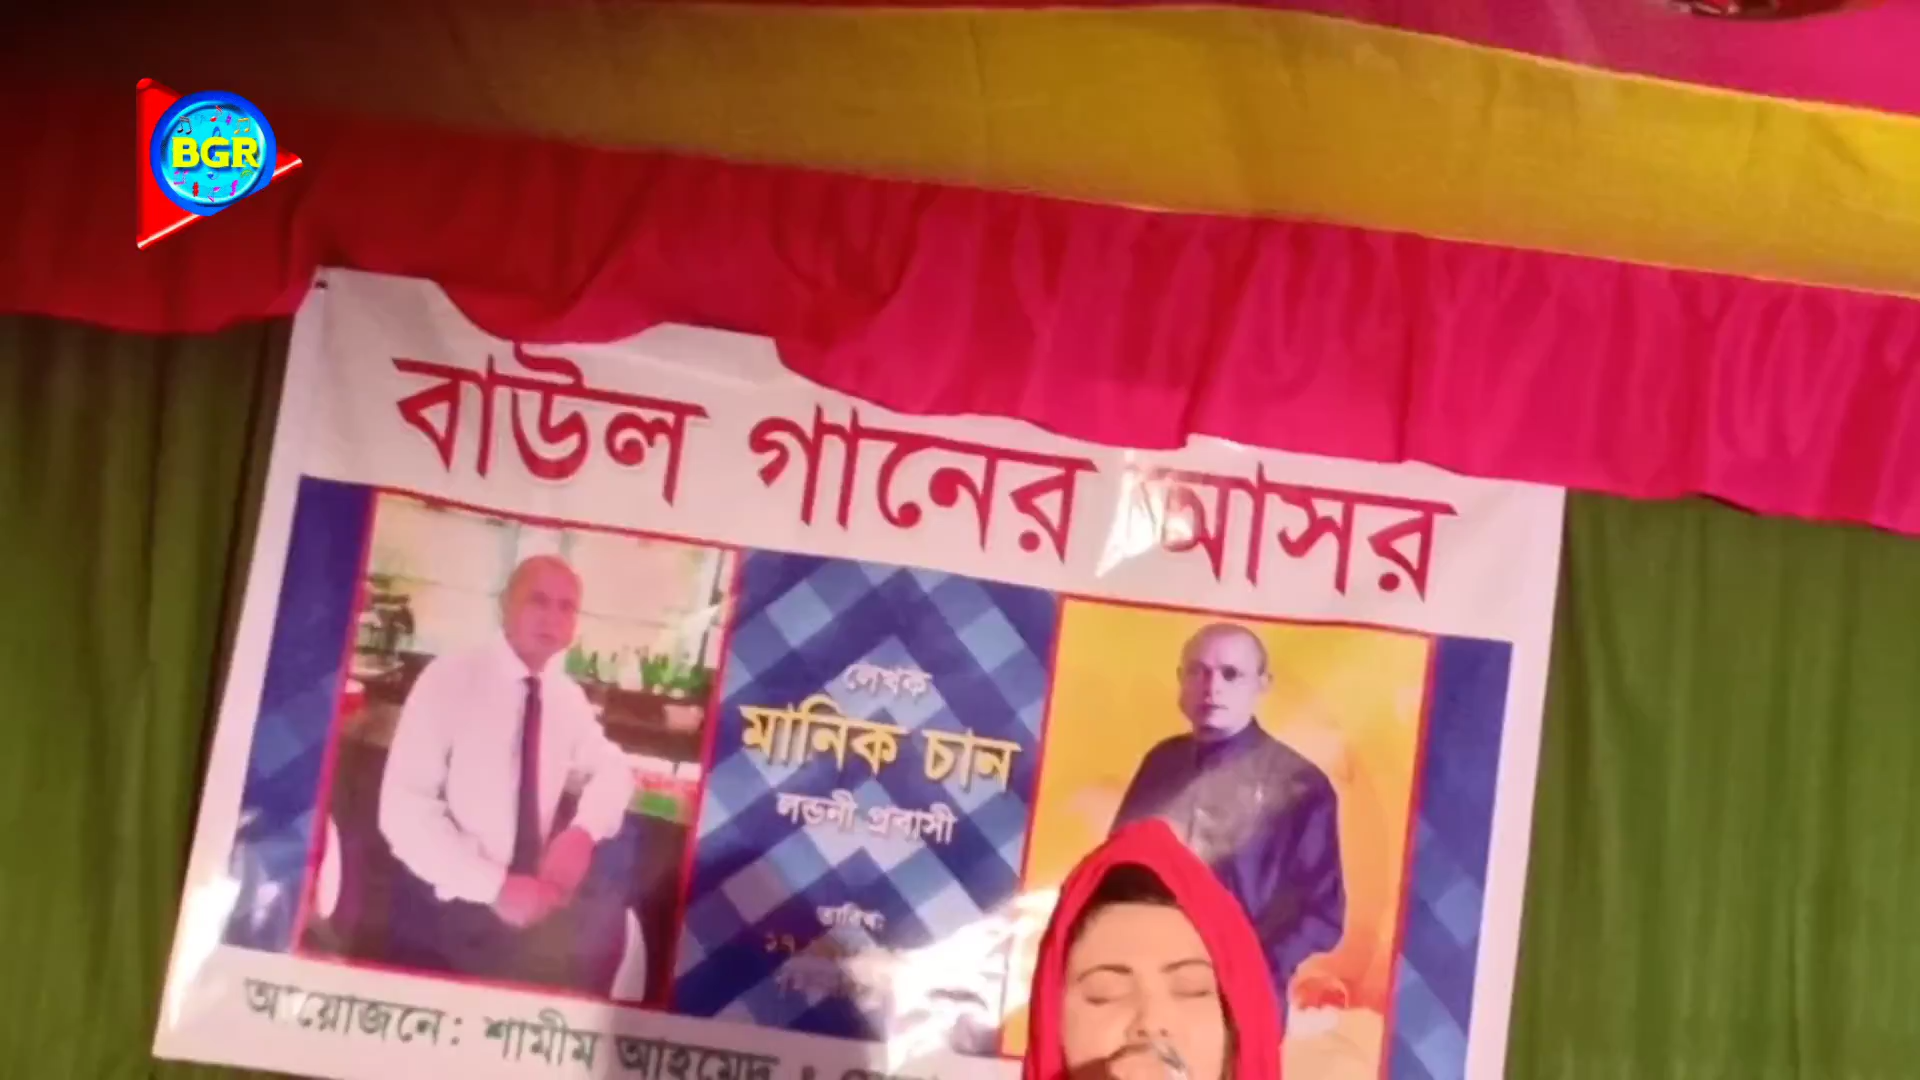 BGR
বাউল গানের আসর
লেখক
মানিক চান
লন্ডনী প্রবাসী
তারিখ:
আয়োজনে: শামীম আহমেদ